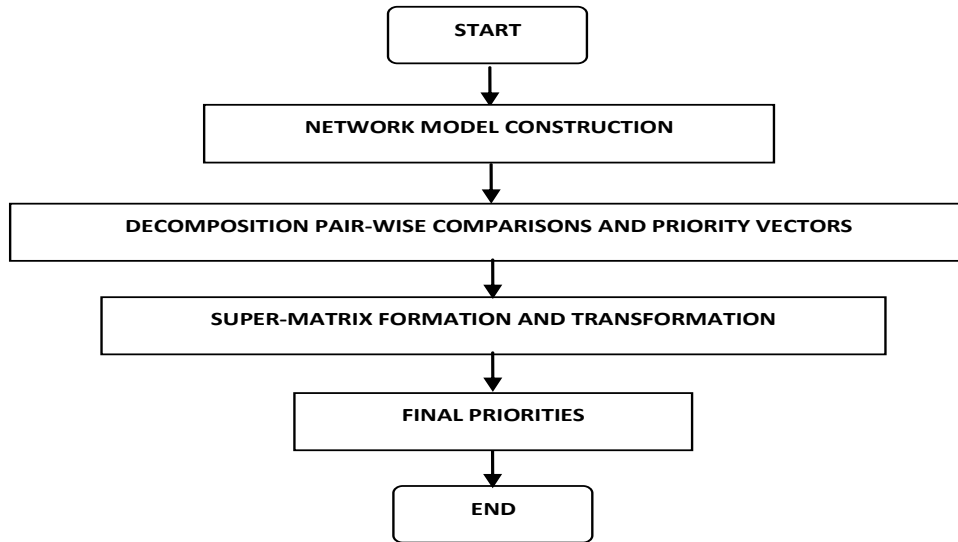 START
NETWORK MODEL CONSTRUCTION
DECOMPOSITION PAIR-WISE COMPARISONS AND PRIORITY VECTORS
SUPER-MATRIX FORMATION AND TRANSFORMATION
FINAL PRIORITIES
END